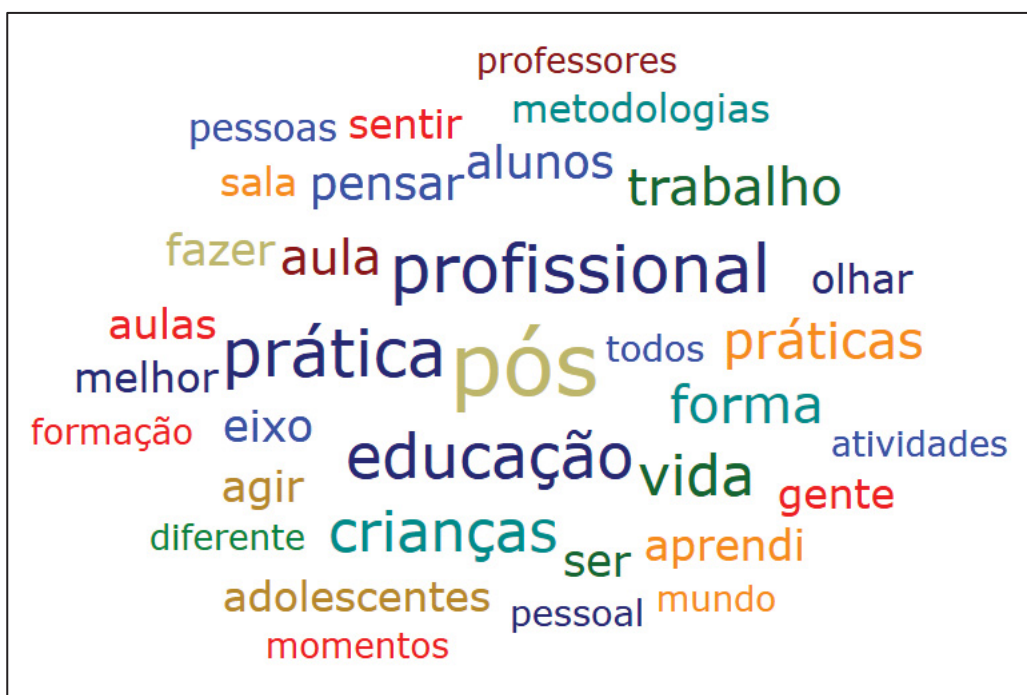 professores
metodologias
pessoas sentir
sala pensar alunos trabalho
fazer aula profissional olhar
aulas prática pós todos práticas
melhor
formação eixo educação forma
atividades
agir vida gente
diferente crianças ser aprendi
adolescentes pessoal mundo
momentos